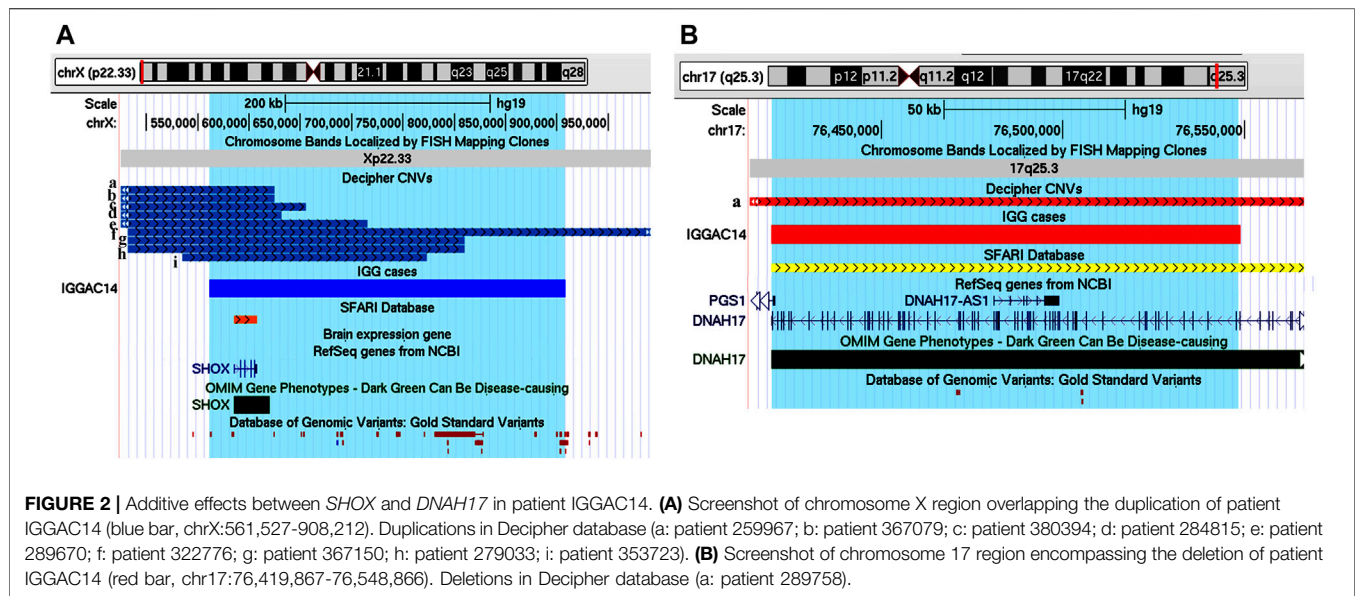 A
chrX (p22.33) 21.1 q23 q25 q28
Scale 200 kb hg19
chrX: 550,000 600,000 650,000 700,000 750,000 800,000 850,000 900,000 950,000
Chromosome Bands Localized by FISH Mapping Clones
Xp22.33
Decipher CNVs
a
b
c
d
e
f
g
h
i
IGG cases
IGGAC14
SFARI Database
Brain expression gene
RefSeq genes from NCBI
SHOX
OMIM Gene Phenotypes - Dark Green Can Be Disease-causing
SHOX
Database of Genomic Variants: Gold Standard Variants
B
chr17 (q25.3) p12 p11.2 q11.2 q12 17q22 q25.3
Scale 50 kb hg19
chr17: 76,450,000 76,500,000 76,550,000
Chromosome Bands Localized by FISH Mapping Clones
17q25.3
Decipher CNVs
a
IGG cases
IGGAC14
SFARI Database
RefSeq genes from NCBI
PGS1 DNAH17-AS1
DNAH17
OMIM Gene Phenotypes - Dark Green Can Be Disease-causing
DNAH17
Database of Genomic Variants: Gold Standard Variants
FIGURE 2 | Additive effects between SHOX and DNAH17 in patient IGGAC14. (A) Screenshot of chromosome X region overlapping the duplication of patient
IGGAC14 (blue bar, chrX:561,527-908,212). Duplications in Decipher database (a: patient 259967; b: patient 367079; c: patient 380394; d: patient 284815; e: patient
289670; f: patient 322776; g: patient 367150; h: patient 279033; i: patient 353723). (B) Screenshot of chromosome 17 region encompassing the deletion of patient
IGGAC14 (red bar, chr17:76,419,867-76,548,866). Deletions in Decipher database (a: patient 289758).